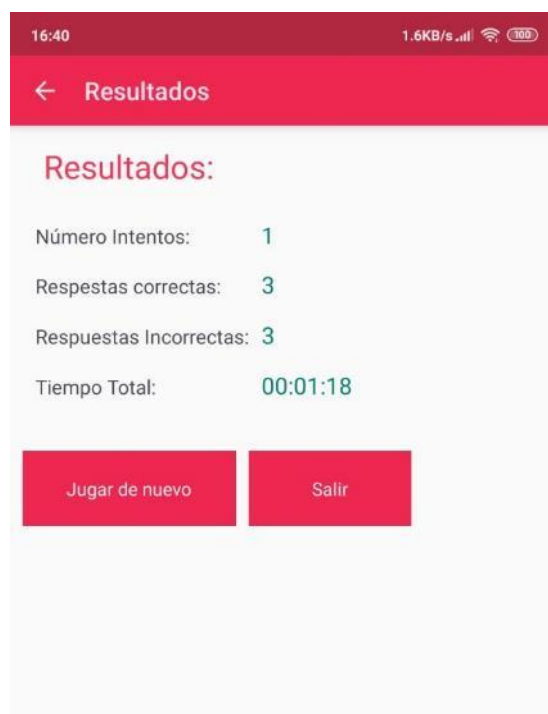 16:40 1.6KB/s 100
Resultados
Resultados:
Número Intentos: 1
Respestas correctas: 3
Respuestas Incorrectas: 3
Tiempo Total: 00:01:18
Jugar de nuevo Salir